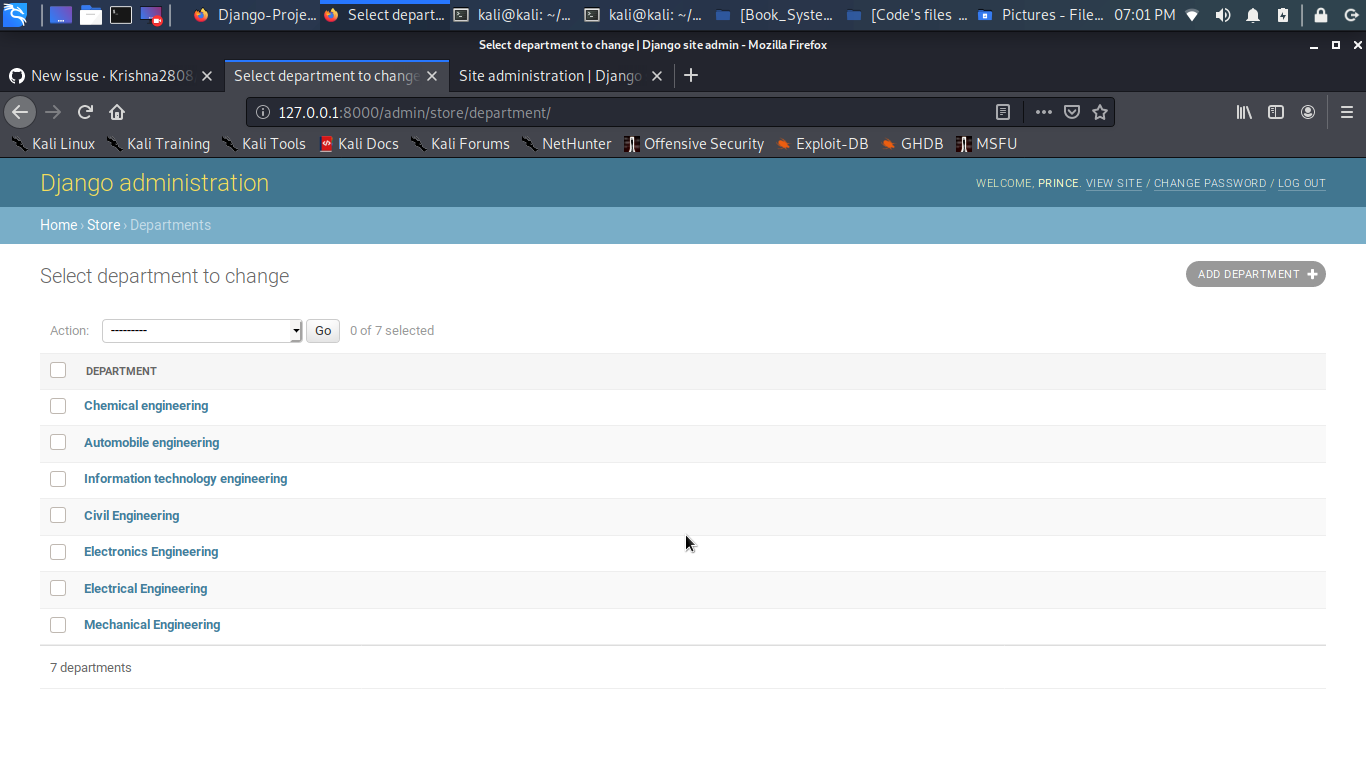 Django-Proje... Select depart... kali@kali: ~/... kali@kali: ~/... [Book_Syste... [Code's files ... Pictures - File... 07:01 PM
Select department to change | Django site admin - Mozilla Firefox
New Issue · Krishna2808 Select department to change Site administration | Django
127.0.0.1:8000/admin/store/department/
Kali Linux Kali Training Kali Tools Kali Docs Kali Forums NetHunter Offensive Security Exploit-DB GHDB MSFU
Django administration WELCOME, PRINCE. VIEW SITE / CHANGE PASSWORD / LOG OUT
Home › Store › Departments
Select department to change ADD DEPARTMENT +
Action: --------- Go 0 of 7 selected
DEPARTMENT
Chemical engineering
Automobile engineering
Information technology engineering
Civil Engineering
Electronics Engineering
Electrical Engineering
Mechanical Engineering
7 departments